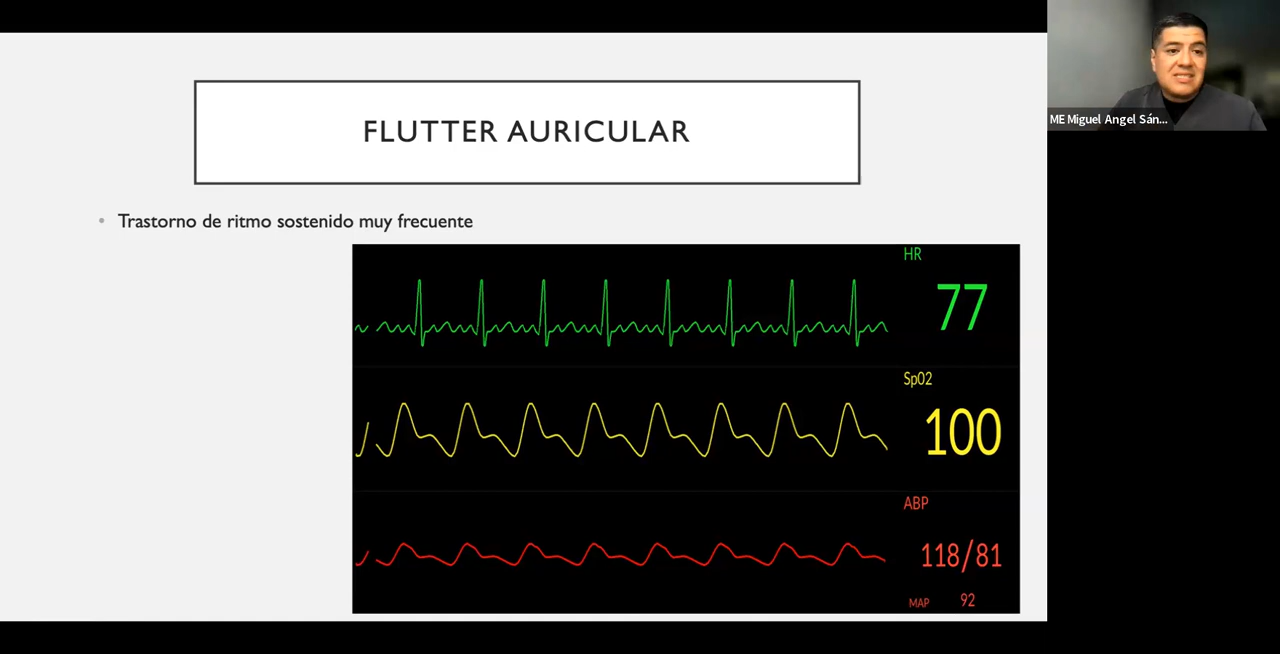 FLUTTER AURICULAR
• Trastorno de ritmo sostenido muy frecuente
HR
77
SpO2
100
ABP
118/81
MAP 92
ME Miguel Angel Sán...